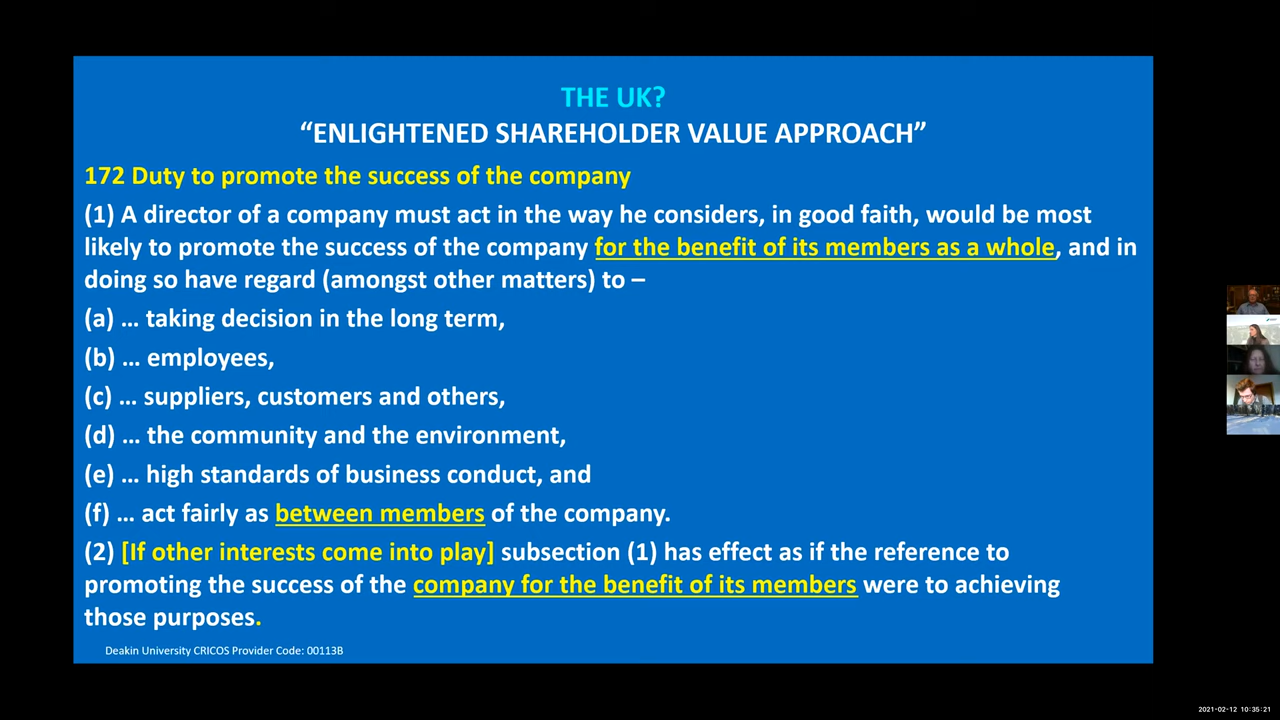 THE UK?
“ENLIGHTENED SHAREHOLDER VALUE APPROACH”
172 Duty to promote the success of the company
(1) A director of a company must act in the way he considers, in good faith, would be most
likely to promote the success of the company for the benefit of its members as a whole, and in
doing so have regard (amongst other matters) to –
(a) … taking decision in the long term,
(b) … employees,
(c) … suppliers, customers and others,
(d) … the community and the environment,
(e) … high standards of business conduct, and
(f) … act fairly as between members of the company.
(2) [If other interests come into play] subsection (1) has effect as if the reference to
promoting the success of the company for the benefit of its members were to achieving
those purposes.
Deakin University CRICOS Provider Code: 00113B
2021-02-12 10:35:21